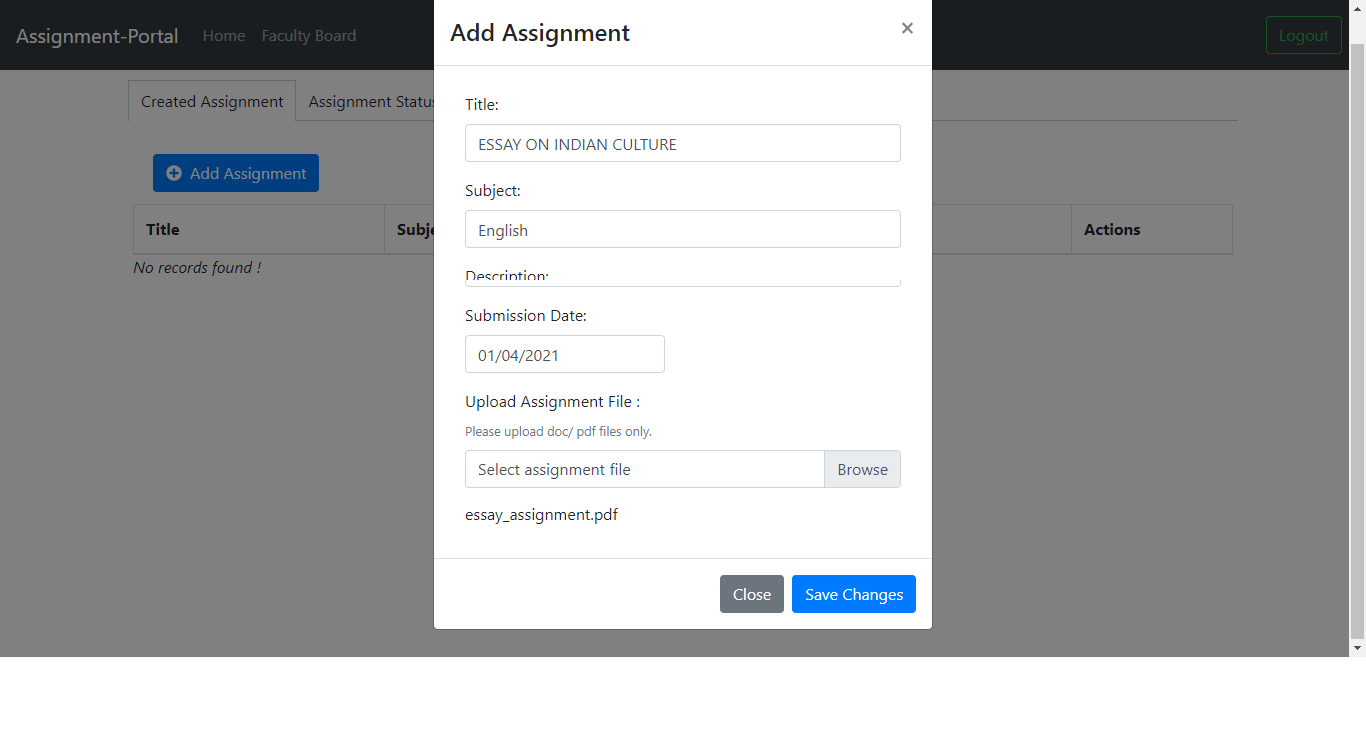 Assignment-Portal Home Faculty Board Add Assignment × Logout
Created Assignment Assignment Status
Add Assignment
Title Subje Actions
No records found !
Title:
ESSAY ON INDIAN CULTURE
Subject:
English
Description:
Submission Date:
01/04/2021
Upload Assignment File :
Please upload doc/ pdf files only.
Select assignment file Browse
essay_assignment.pdf
Close Save Changes